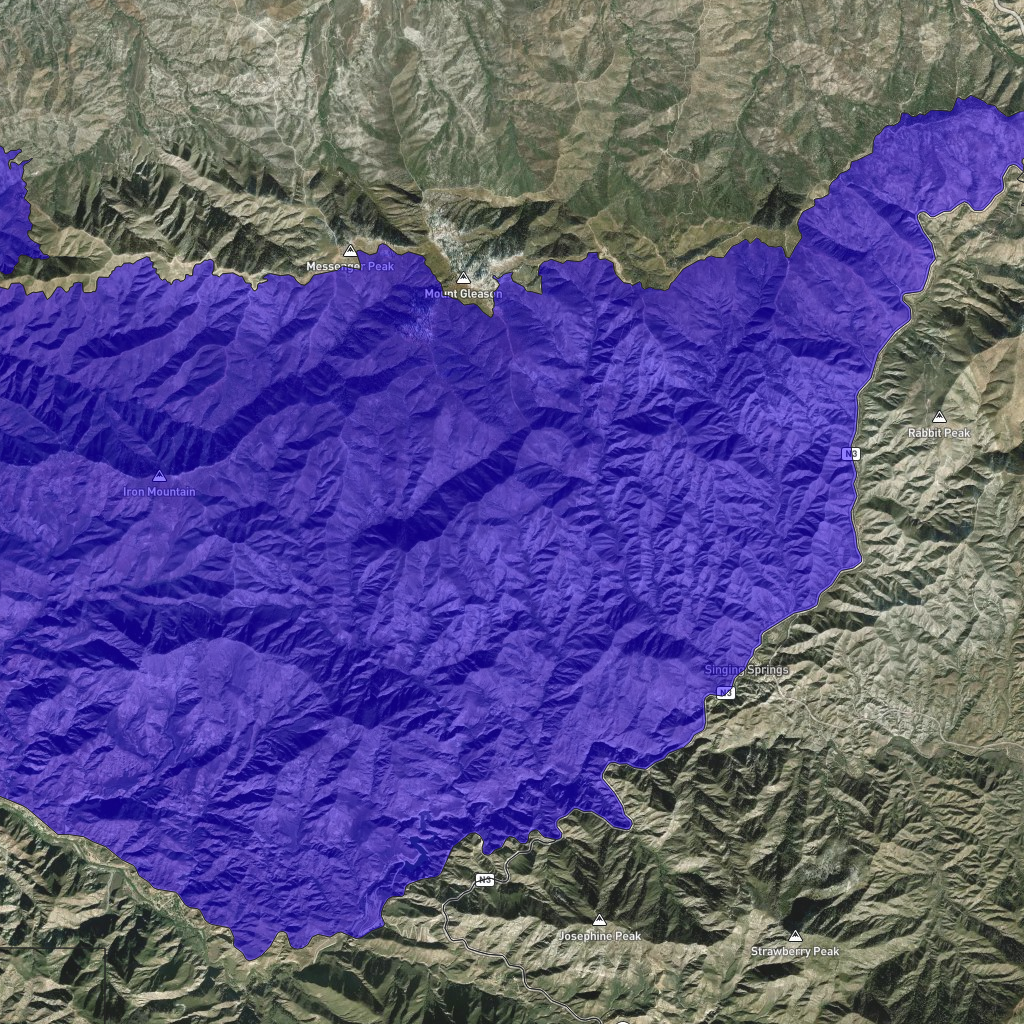 Messenger Peak
Mount Gleason
Rabbit Peak
N3
Iron Mountain
Singing Springs
N3
N3
Josephine Peak
Strawberry Peak